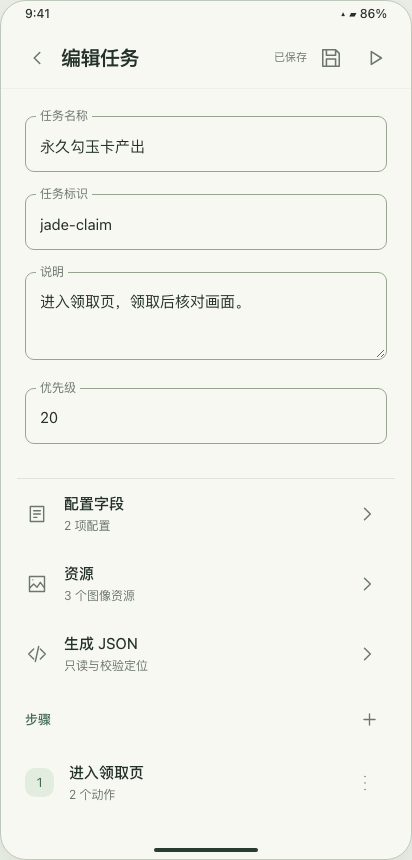 9:41
86%
编辑任务
已保存
任务名称
永久勾玉卡产出
任务标识
jade-claim
说明
进入领取页，领取后核对画面。
优先级
20
配置字段
2 项配置
资源
3 个图像资源
生成 JSON
只读与校验定位
步骤
1
进入领取页
2 个动作